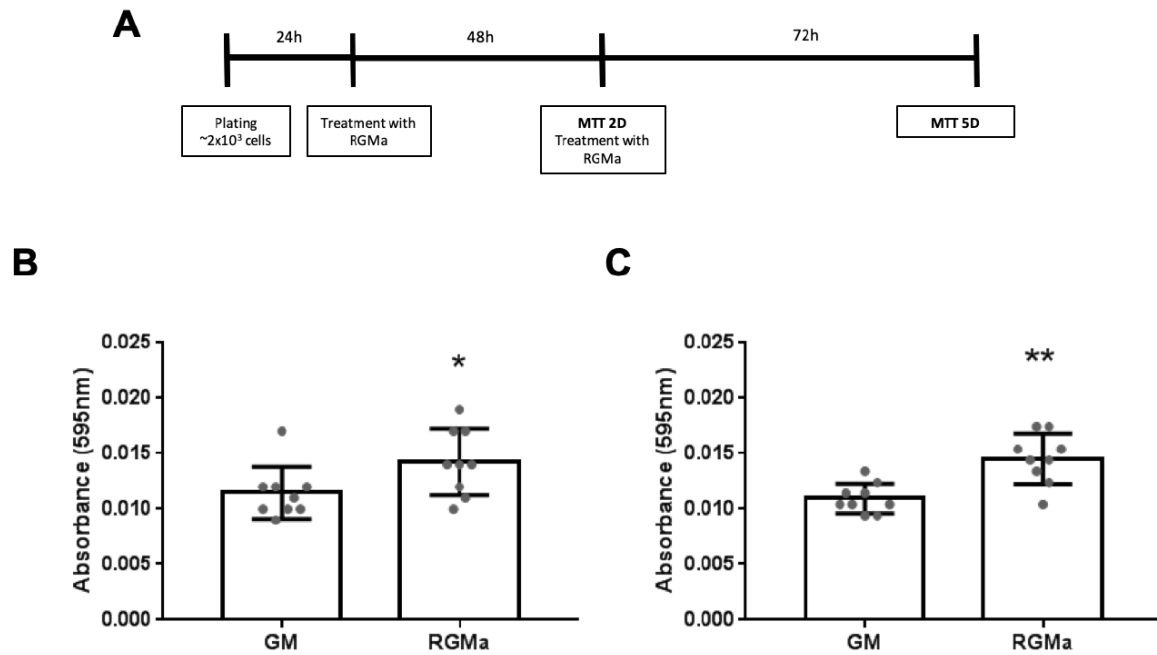 A
24h
48h
72h
Plating
~2x10³ cells
Treatment with
RGMa
MTT 2D
Treatment with
RGMa
MTT 5D
B
Absorbance (595nm)
0.025
0.020
0.015
0.010
0.005
0.000
*
GM
RGMa
C
Absorbance (595nm)
0.025
0.020
0.015
0.010
0.005
0.000
**
GM
RGMa